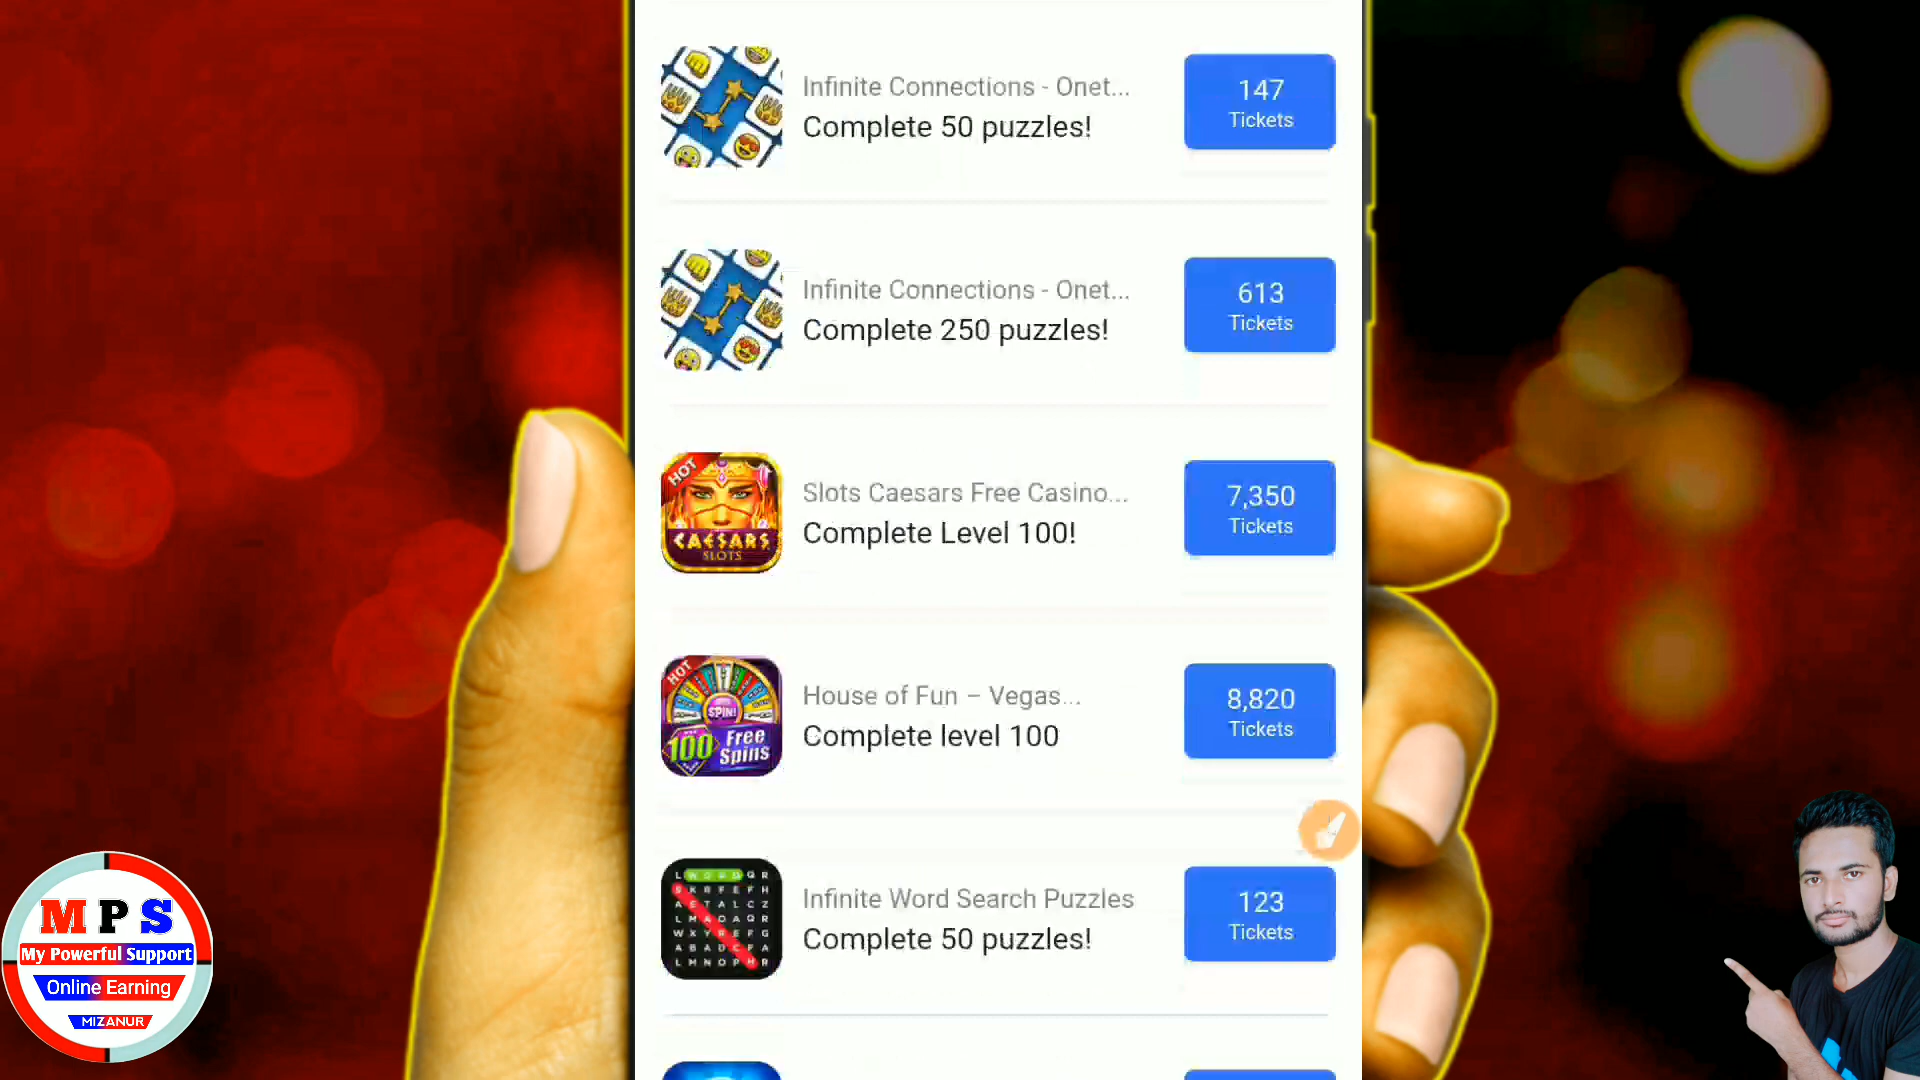 Infinite Connections - Onet...
Complete 50 puzzles!
147
Tickets
Infinite Connections - Onet...
Complete 250 puzzles!
613
Tickets
HOT
CAESARS
SLOTS
Slots Caesars Free Casino...
Complete Level 100!
7,350
Tickets
HOT
SPIN!
100 Free
Spins
House of Fun – Vegas...
Complete level 100
8,820
Tickets
Infinite Word Search Puzzles
Complete 50 puzzles!
123
Tickets
M P S
My Powerful Support
Online Earning
MIZANUR